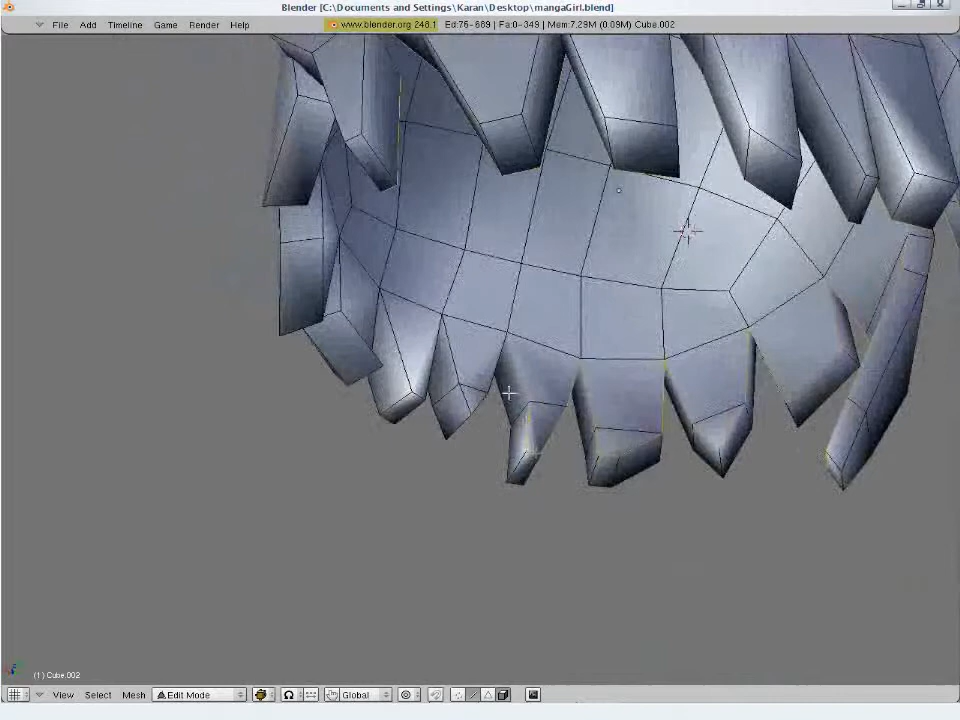 Blender [C:\Documents and Settings\Karan\Desktop\mangaGirl.blend]
File Add Timeline Game Render Help www.blender.org 248.1 Ed:75-669 | Fa:0-349 | Mem:7.29M (0.09M) Cube.002
(1) Cube.002
View Select Mesh Edit Mode Global